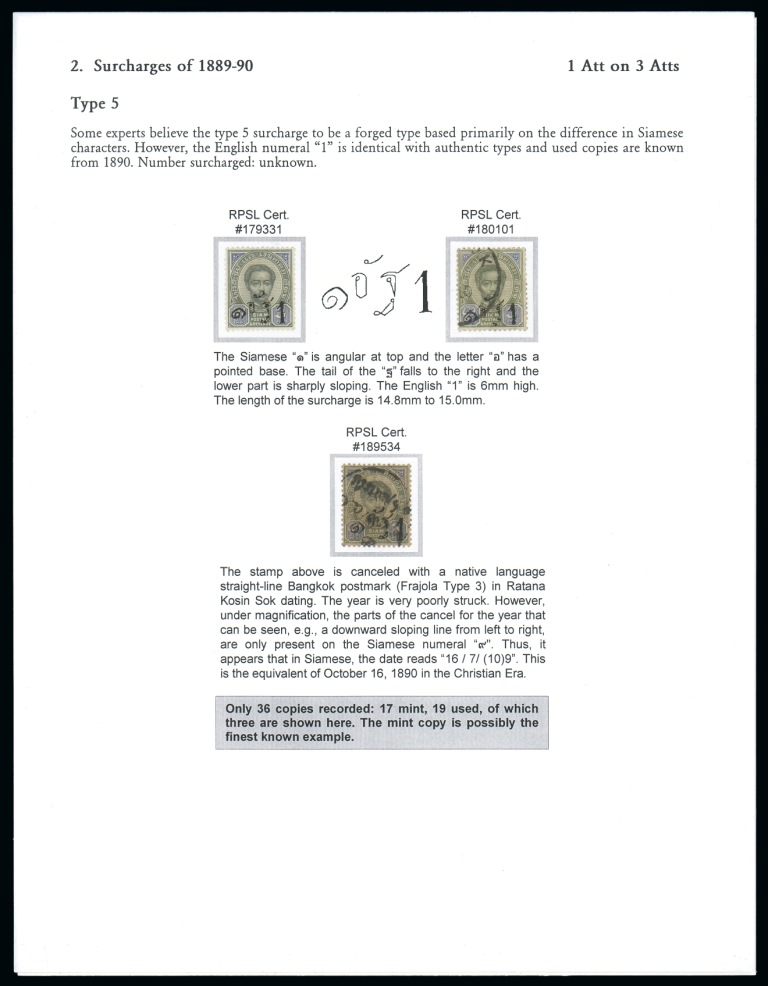 2. Surcharges of 1889-90 1 Att on 3 Atts
Type 5
Some experts believe the type 5 surcharge to be a forged type based primarily on the difference in Siamese
characters. However, the English numeral “1” is identical with authentic types and used copies are known
from 1890. Number surcharged: unknown.
RPSL Cert.
#179331
RPSL Cert.
#180101
๑ อัฐ 1
The Siamese “๑” is angular at top and the letter “อ” has a
pointed base. The tail of the “ฐ” falls to the right and the
lower part is sharply sloping. The English “1” is 6mm high.
The length of the surcharge is 14.8mm to 15.0mm.
RPSL Cert.
#189534
The stamp above is canceled with a native language
straight-line Bangkok postmark (Frajola Type 3) in Ratana
Kosin Sok dating. The year is very poorly struck. However,
under magnification, the parts of the cancel for the year that
can be seen, e.g., a downward sloping line from left to right,
are only present on the Siamese numeral “๙”. Thus, it
appears that in Siamese, the date reads “16 / 7/ (10)9”. This
is the equivalent of October 16, 1890 in the Christian Era.
Only 36 copies recorded: 17 mint, 19 used, of which
three are shown here. The mint copy is possibly the
finest known example.